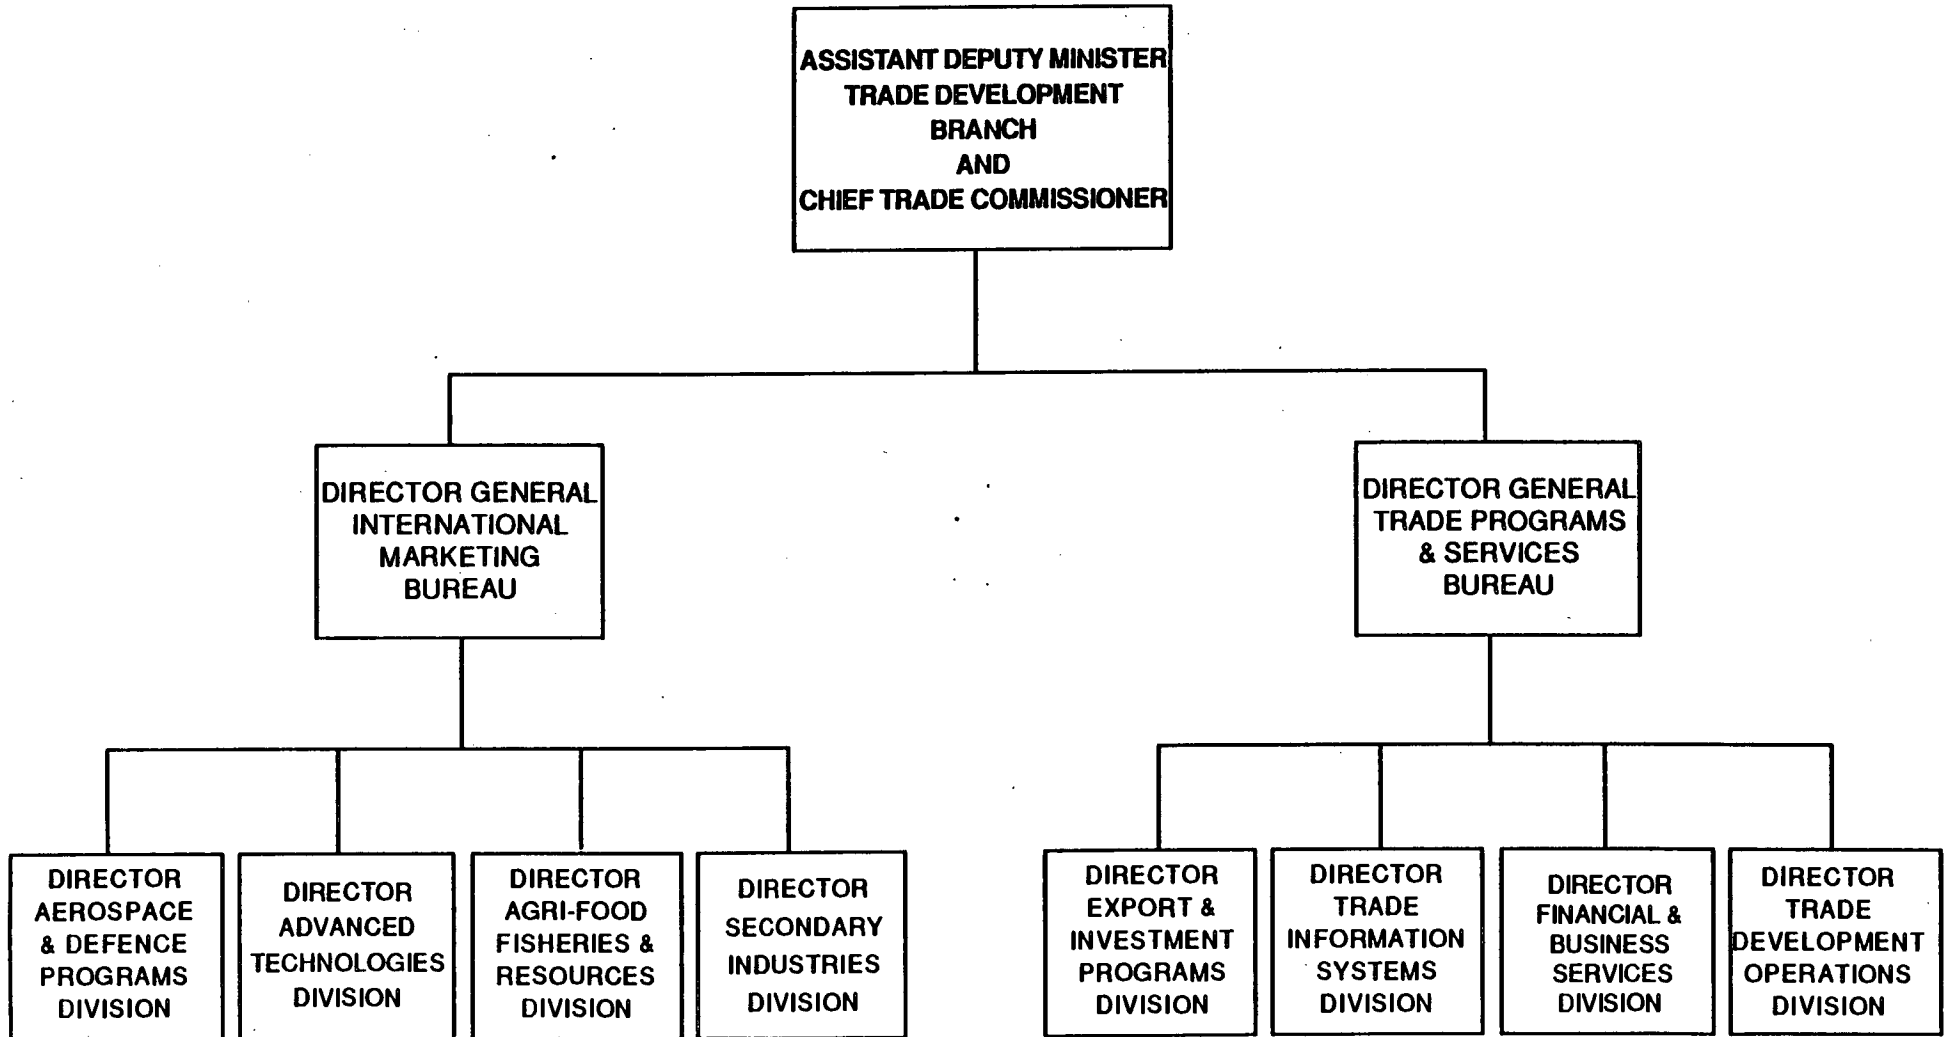 ASSISTANT DEPUTY MINISTER
TRADE DEVELOPMENT
BRANCH
AND
CHIEF TRADE COMMISSIONER
DIRECTOR GENERAL
INTERNATIONAL
MARKETING
BUREAU
DIRECTOR GENERAL
TRADE PROGRAMS
& SERVICES
BUREAU
DIRECTOR
AEROSPACE
& DEFENCE
PROGRAMS
DIVISION
DIRECTOR
ADVANCED
TECHNOLOGIES
DIVISION
DIRECTOR
AGRI-FOOD
FISHERIES &
RESOURCES
DIVISION
DIRECTOR
SECONDARY
INDUSTRIES
DIVISION
DIRECTOR
EXPORT &
INVESTMENT
PROGRAMS
DIVISION
DIRECTOR
TRADE
INFORMATION
SYSTEMS
DIVISION
DIRECTOR
FINANCIAL &
BUSINESS
SERVICES
DIVISION
DIRECTOR
TRADE
DEVELOPMENT
OPERATIONS
DIVISION